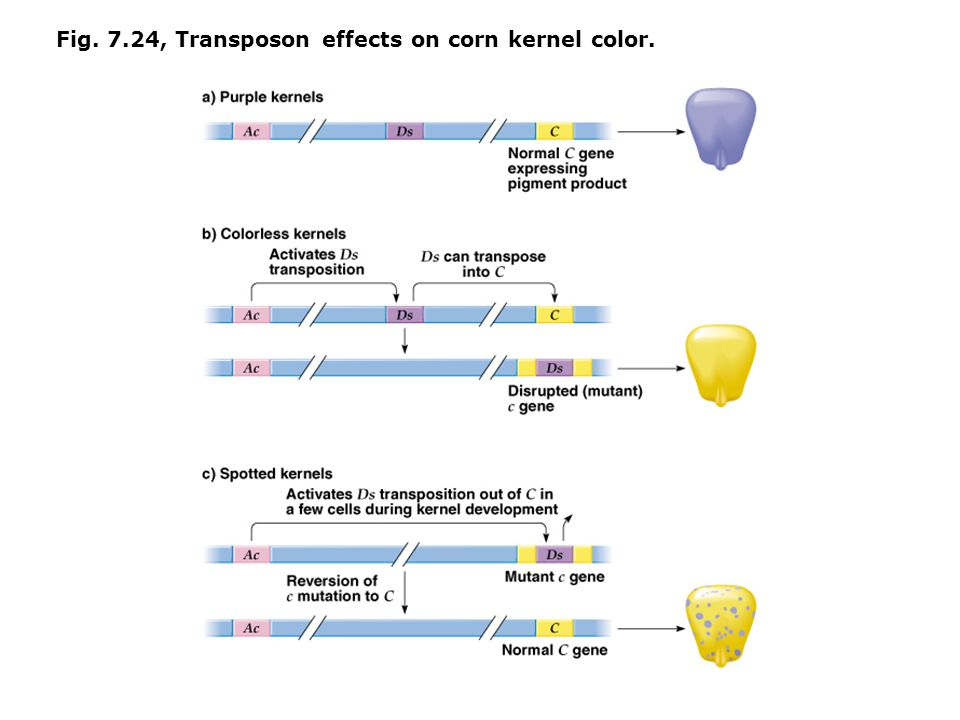 Fig. 7.24, Transposon effects on corn kernel color.
a) Purple kernels
Ac Ds C
Normal C gene
expressing
pigment product
b) Colorless kernels
Activates Ds
transposition
Ds can transpose
into C
Ac Ds C
Ac Ds
Disrupted (mutant)
c gene
c) Spotted kernels
Activates Ds transposition out of C in
a few cells during kernel development
Ac Ds
Mutant c gene
Reversion of
c mutation to C
Ac C
Normal C gene